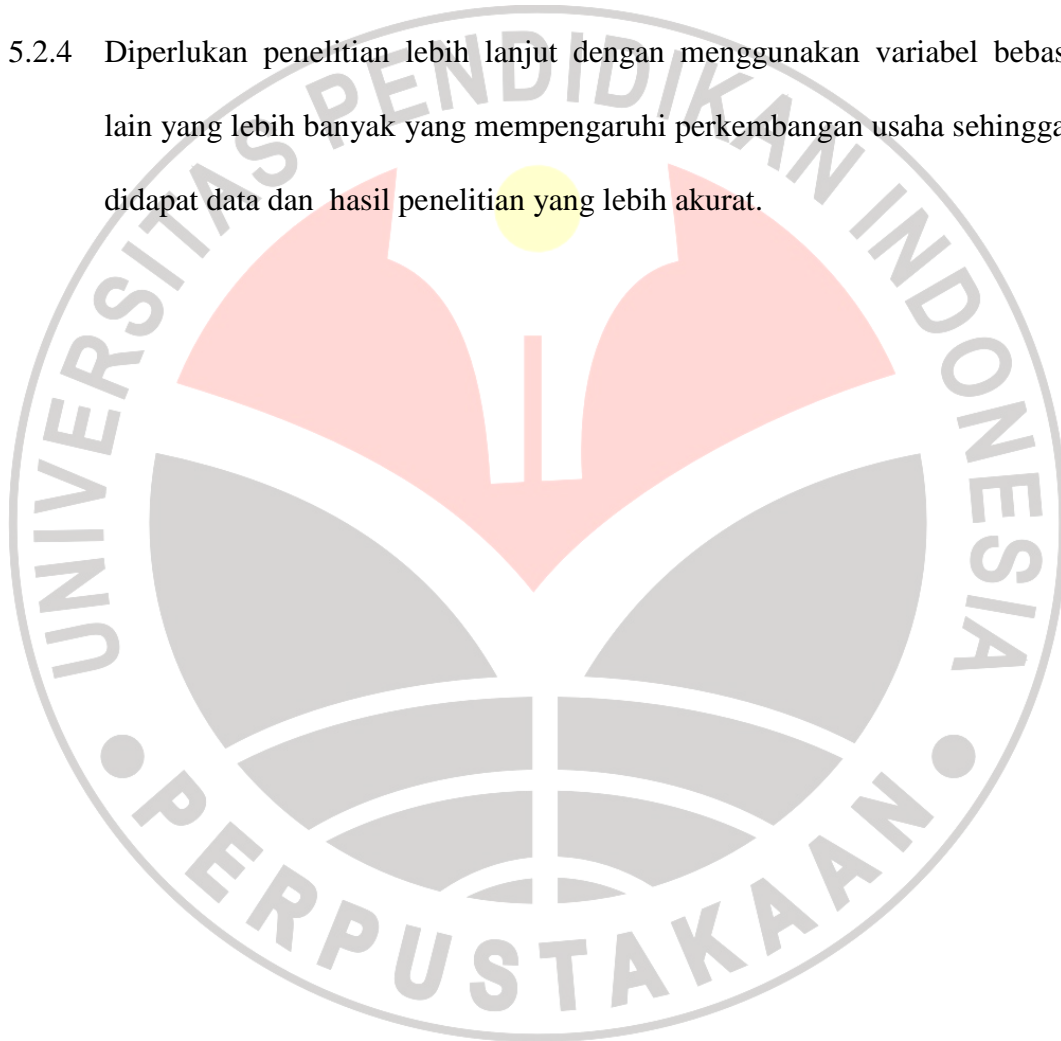 5.2.4 Diperlukan penelitian lebih lanjut dengan menggunakan variabel bebas
lain yang lebih banyak yang mempengaruhi perkembangan usaha sehingga
didapat data dan hasil penelitian yang lebih akurat.
UNIVERSITAS PENDIDIKAN INDONESIA
PERPUSTAKAAN